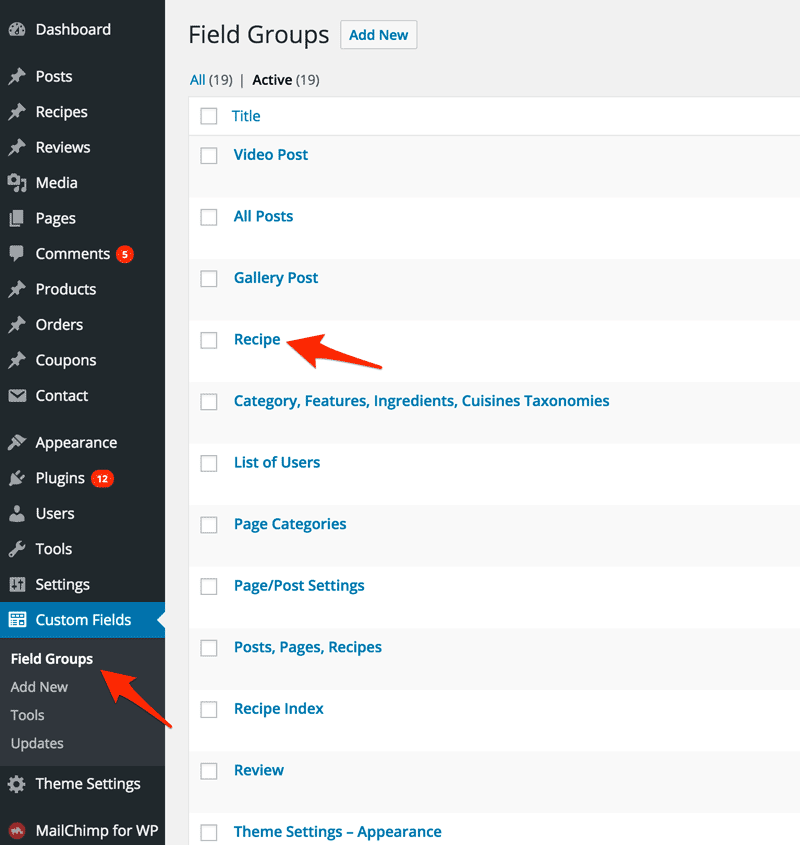 Dashboard
Posts
Recipes
Reviews
Media
Pages
Comments 5
Products
Orders
Coupons
Contact
Appearance
Plugins 12
Users
Tools
Settings
Custom Fields
Field Groups
Add New
Tools
Updates
Theme Settings
MailChimp for WP
Field Groups Add New
All (19) | Active (19)
Title
Video Post
All Posts
Gallery Post
Recipe
Category, Features, Ingredients, Cuisines Taxonomies
List of Users
Page Categories
Page/Post Settings
Posts, Pages, Recipes
Recipe Index
Review
Theme Settings – Appearance